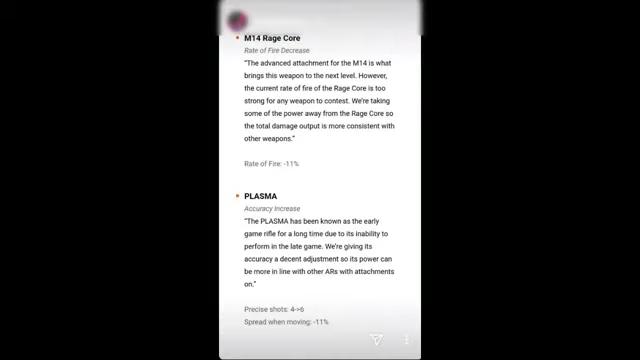 M14 Rage Core
Rate of Fire Decrease
“The advanced attachment for the M14 is what
brings this weapon to the next level. However,
the current rate of fire of the Rage Core is too
strong for any weapon to contest. We’re taking
some of the power away from the Rage Core so
the total damage output is more consistent with
other weapons.”
Rate of Fire: -11%
PLASMA
Accuracy Increase
“The PLASMA has been known as the early
game rifle for a long time due to its inability to
perform in the late game. We’re giving its
accuracy a decent adjustment so its power can
be more in line with other ARs with attachments
on.”
Precise shots: 4->6
Spread when moving: -11%